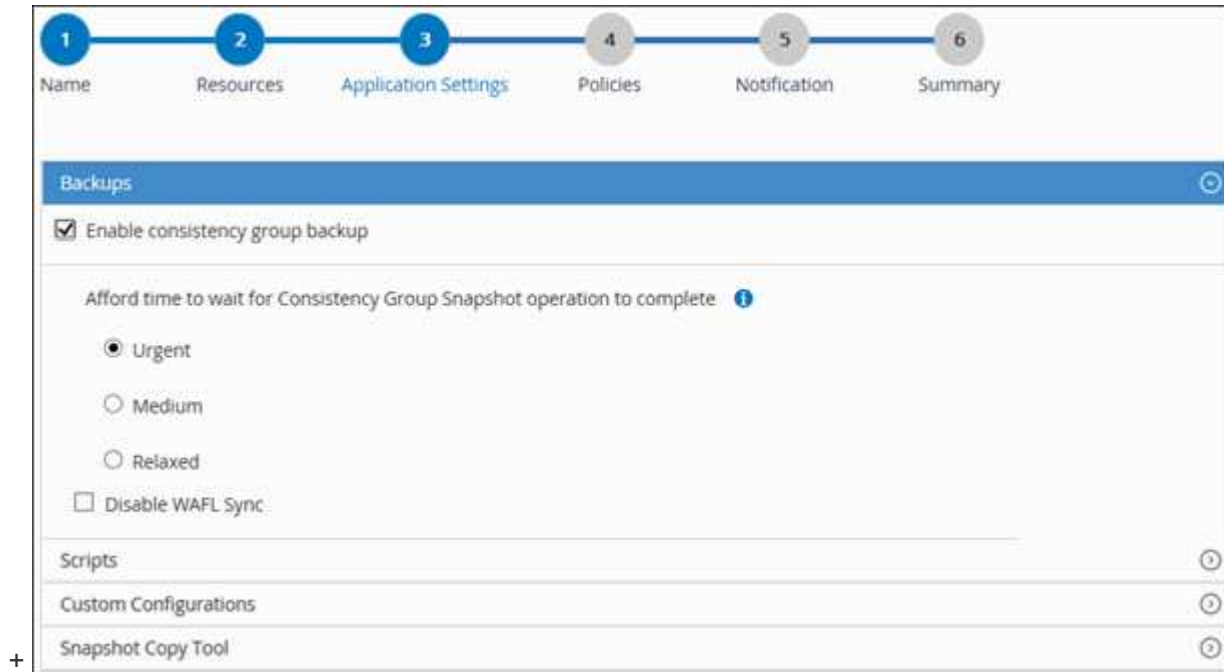 1 2 3 4 5 6
Name Resources Application Settings Policies Notification Summary
Backups
Enable consistency group backup
Afford time to wait for Consistency Group Snapshot operation to complete
Urgent
Medium
Relaxed
Disable WAFL Sync
Scripts
Custom Configurations
Snapshot Copy Tool
+